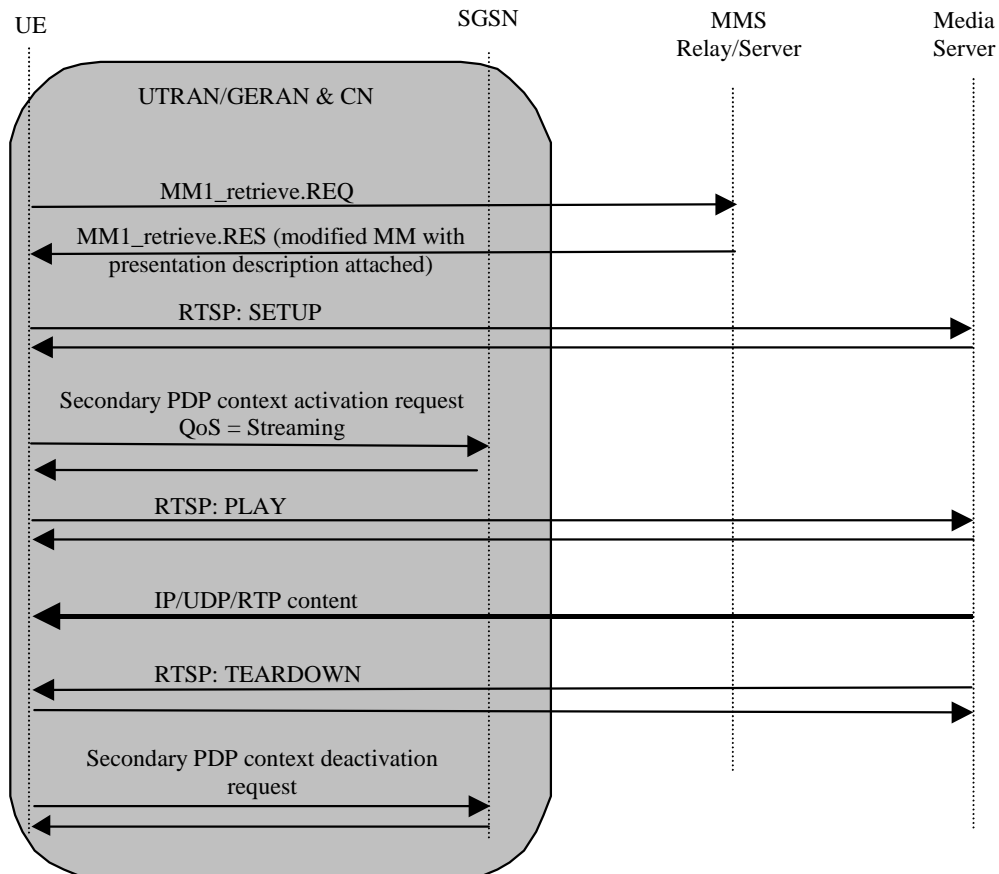 UE
SGSN
MMS
Relay/Server
Media
Server
UTRAN/GERAN & CN
MM1_retrieve.REQ
MM1_retrieve.RES (modified MM with
presentation description attached)
RTSP: SETUP
Secondary PDP context activation request
QoS = Streaming
RTSP: PLAY
IP/UDP/RTP content
RTSP: TEARDOWN
Secondary PDP context deactivation
request